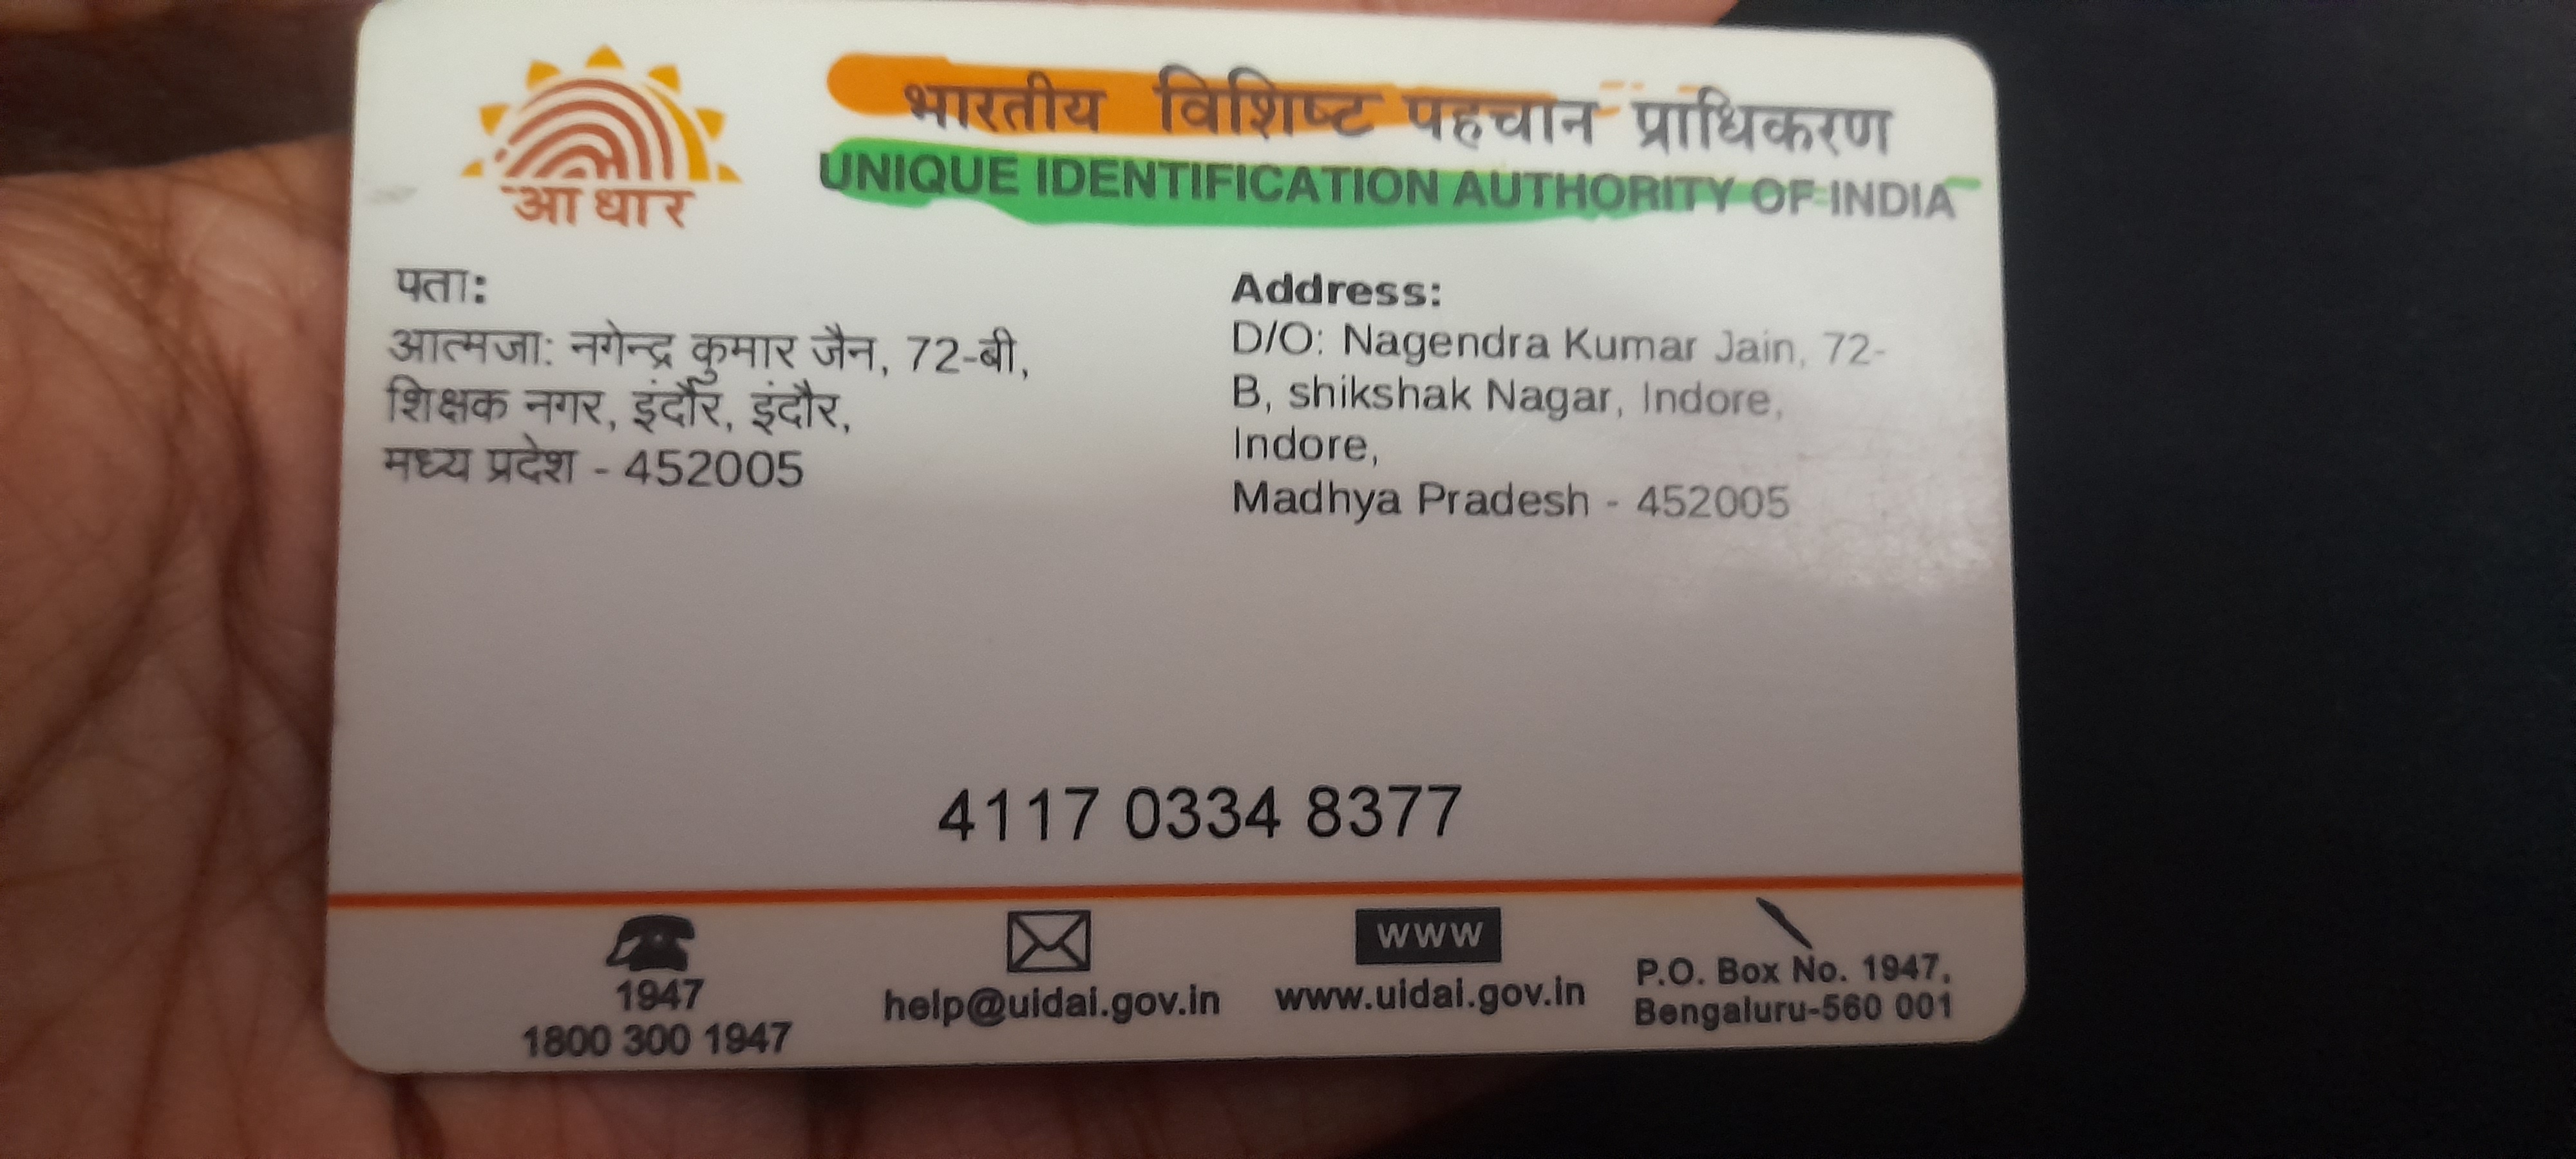 आधार
भारतीय विशिष्ट पहचान प्राधिकरण
UNIQUE IDENTIFICATION AUTHORITY OF INDIA
पता:
आत्मजा: नगेन्द्र कुमार जैन, 72-बी,
शिक्षक नगर, इंदौर, इंदौर,
मध्य प्रदेश - 452005
Address:
D/O: Nagendra Kumar Jain, 72-
B, shikshak Nagar, Indore,
Indore,
Madhya Pradesh - 452005
4117 0334 8377
1947
1800 300 1947
help@uidai.gov.in
www
www.uidai.gov.in
P.O. Box No. 1947,
Bengaluru-560 001